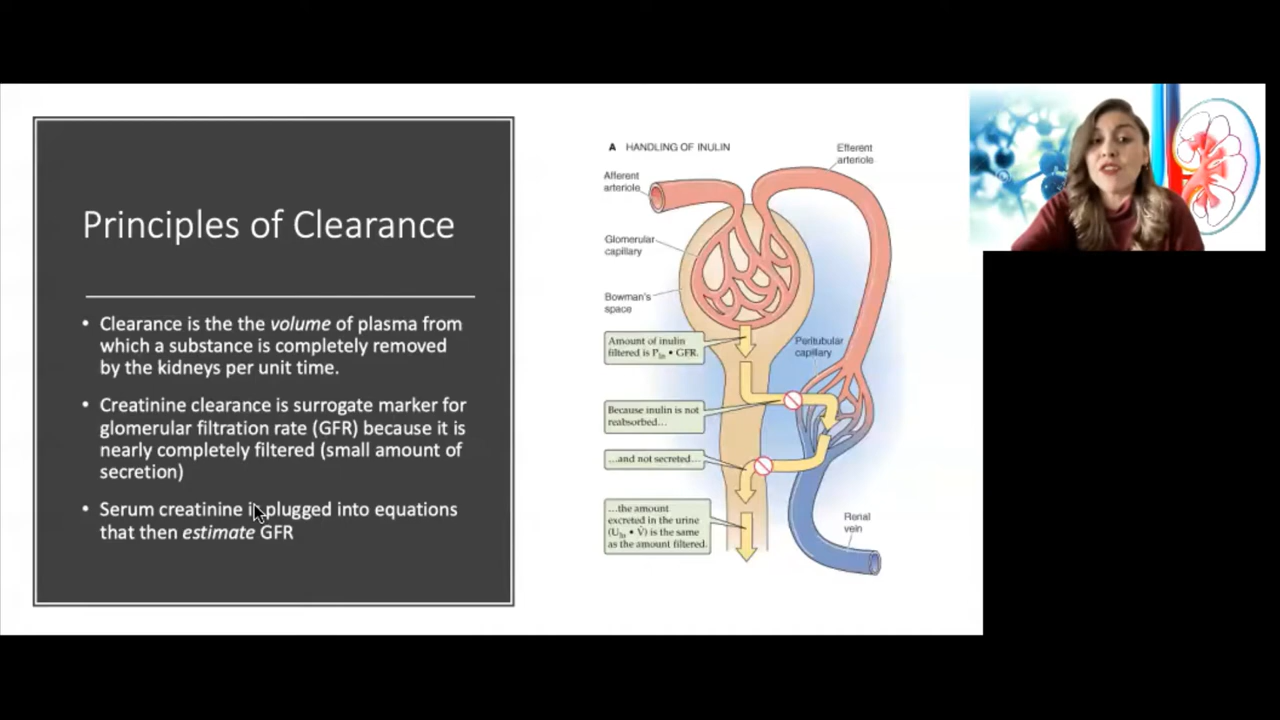 Principles of Clearance
• Clearance is the the volume of plasma from
which a substance is completely removed
by the kidneys per unit time.
• Creatinine clearance is surrogate marker for
glomerular filtration rate (GFR) because it is
nearly completely filtered (small amount of
secretion)
• Serum creatinine is plugged into equations
that then estimate GFR
A HANDLING OF INULIN
Efferent
arteriole
Afferent
arteriole
Glomerular
capillary
Bowman's
space
Amount of inulin
filtered is P_In • GFR.
Peritubular
capillary
Because inulin is not
reabsorbed…
…and not secreted…
…the amount
excreted in the urine
(U_In • V̇) is the same
as the amount filtered.
Renal
vein